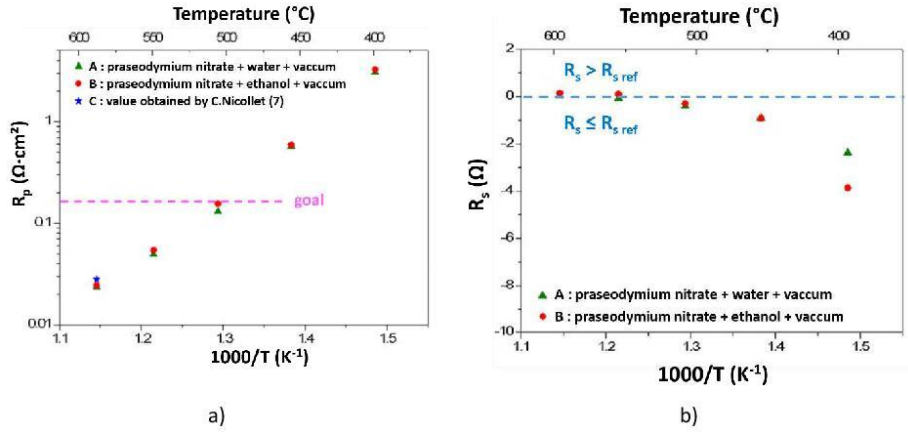 Temperature (°C)
600 550 500 450 400
A : praseodymium nitrate + water + vaccum
B : praseodymium nitrate + ethanol + vaccum
C : value obtained by C.Nicollet (7)
1
goal
0.1
0.01
Rp (Ω·cm²)
1.1 1.2 1.3 1.4 1.5
1000/T (K⁻¹)
a)
Temperature (°C)
600 500 400
2
Rs > Rs ref
0
Rs ≤ Rs ref
-2
-4
-6
-8
-10
Rs (Ω)
A : praseodymium nitrate + water + vaccum
B : praseodymium nitrate + ethanol + vaccum
1.1 1.2 1.3 1.4 1.5
1000/T (K⁻¹)
b)